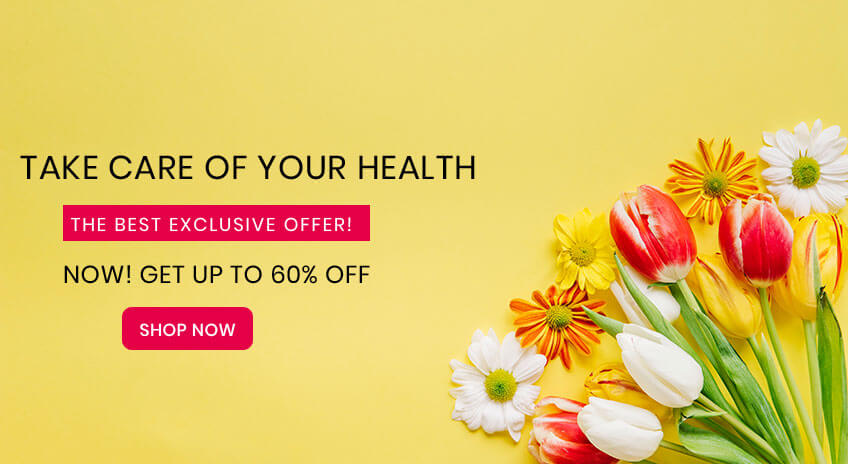 TAKE CARE OF YOUR HEALTH
THE BEST EXCLUSIVE OFFER!
NOW! GET UP TO 60% OFF
SHOP NOW